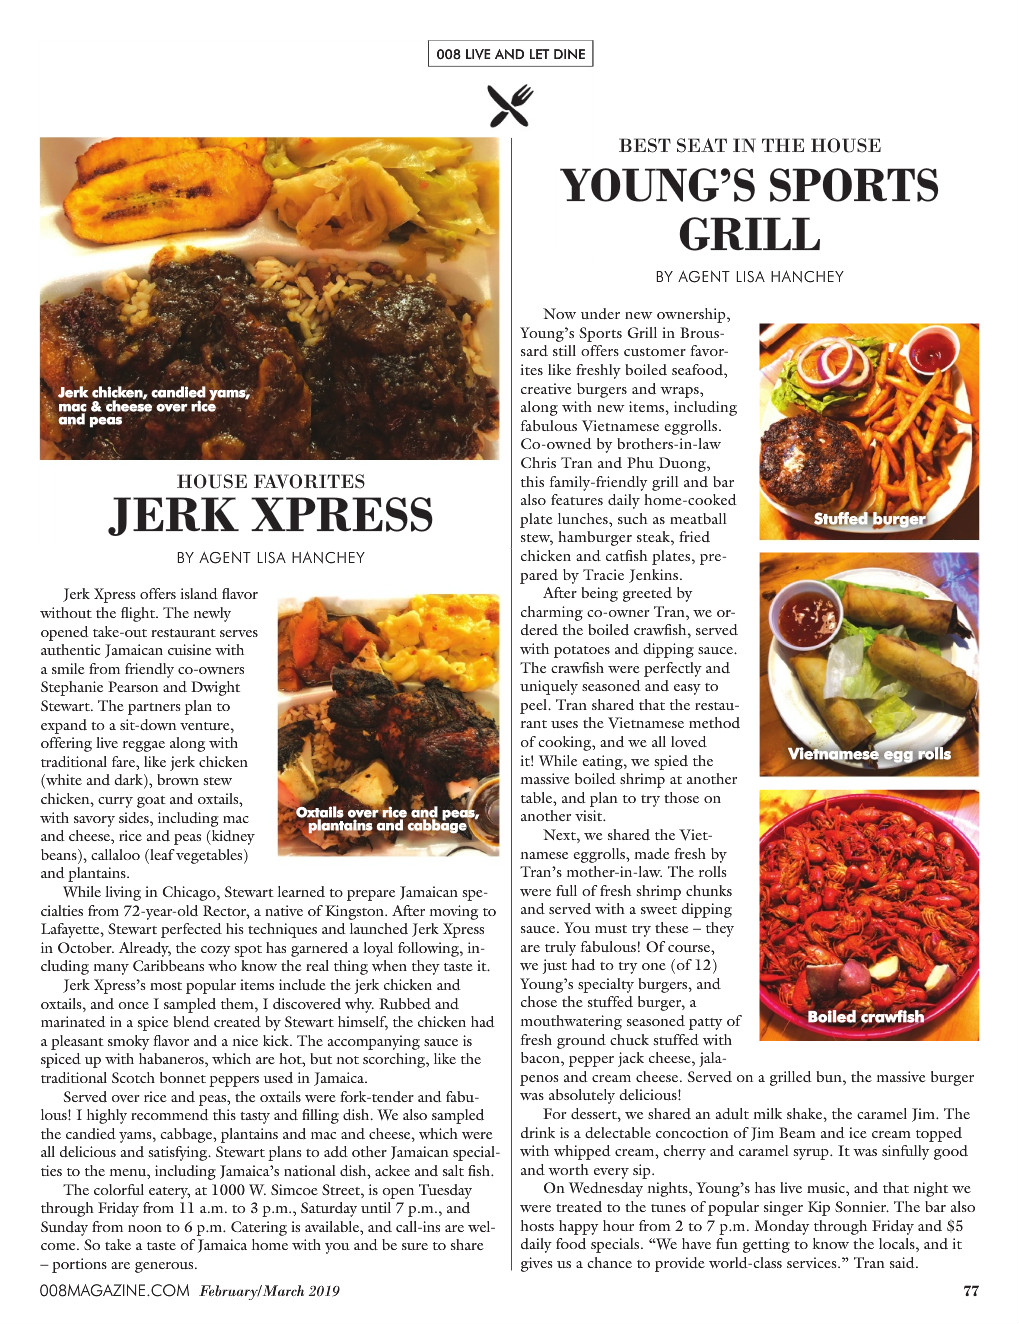 008 LIVE AND LET DINE
Jerk chicken, candied yams,
mac & cheese over rice
and peas
HOUSE FAVORITES
JERK XPRESS
BY AGENT LISA HANCHEY
Jerk Xpress offers island flavor
without the flight. The newly
opened take-out restaurant serves
authentic Jamaican cuisine with
a smile from friendly co-owners
Stephanie Pearson and Dwight
Stewart. The partners plan to
expand to a sit-down venture,
offering live reggae along with
traditional fare, like jerk chicken
(white and dark), brown stew
chicken, curry goat and oxtails,
with savory sides, including mac
and cheese, rice and peas (kidney
beans), callaloo (leaf vegetables)
and plantains.
Oxtails over rice and peas,
plantains and cabbage
While living in Chicago, Stewart learned to prepare Jamaican spe-
cialties from 72-year-old Rector, a native of Kingston. After moving to
Lafayette, Stewart perfected his techniques and launched Jerk Xpress
in October. Already, the cozy spot has garnered a loyal following, in-
cluding many Caribbeans who know the real thing when they taste it.
Jerk Xpress's most popular items include the jerk chicken and
oxtails, and once I sampled them, I discovered why. Rubbed and
marinated in a spice blend created by Stewart himself, the chicken had
a pleasant smoky flavor and a nice kick. The accompanying sauce is
spiced up with habaneros, which are hot, but not scorching, like the
traditional Scotch bonnet peppers used in Jamaica.
Served over rice and peas, the oxtails were fork-tender and fabu-
lous! I highly recommend this tasty and filling dish. We also sampled
the candied yams, cabbage, plantains and mac and cheese, which were
all delicious and satisfying. Stewart plans to add other Jamaican special-
ties to the menu, including Jamaica's national dish, ackee and salt fish.
The colorful eatery, at 1000 W. Simcoe Street, is open Tuesday
through Friday from 11 a.m. to 3 p.m., Saturday until 7 p.m., and
Sunday from noon to 6 p.m. Catering is available, and call-ins are wel-
come. So take a taste of Jamaica home with you and be sure to share
– portions are generous.
BEST SEAT IN THE HOUSE
YOUNG'S SPORTS
GRILL
BY AGENT LISA HANCHEY
Now under new ownership,
Young's Sports Grill in Brous-
sard still offers customer favor-
ites like freshly boiled seafood,
creative burgers and wraps,
along with new items, including
fabulous Vietnamese eggrolls.
Co-owned by brothers-in-law
Chris Tran and Phu Duong,
this family-friendly grill and bar
also features daily home-cooked
plate lunches, such as meatball
stew, hamburger steak, fried
chicken and catfish plates, pre-
pared by Tracie Jenkins.
After being greeted by
charming co-owner Tran, we or-
dered the boiled crawfish, served
with potatoes and dipping sauce.
The crawfish were perfectly and
uniquely seasoned and easy to
peel. Tran shared that the restau-
rant uses the Vietnamese method
of cooking, and we all loved
it! While eating, we spied the
massive boiled shrimp at another
table, and plan to try those on
another visit.
Next, we shared the Viet-
namese eggrolls, made fresh by
Tran's mother-in-law. The rolls
were full of fresh shrimp chunks
and served with a sweet dipping
sauce. You must try these – they
are truly fabulous! Of course,
we just had to try one (of 12)
Young's specialty burgers, and
chose the stuffed burger, a
mouthwatering seasoned patty of
fresh ground chuck stuffed with
bacon, pepper jack cheese, jala-
penos and cream cheese. Served on a grilled bun, the massive burger
was absolutely delicious!
For dessert, we shared an adult milk shake, the caramel Jim. The
drink is a delectable concoction of Jim Beam and ice cream topped
with whipped cream, cherry and caramel syrup. It was sinfully good
and worth every sip.
On Wednesday nights, Young's has live music, and that night we
were treated to the tunes of popular singer Kip Sonnier. The bar also
hosts happy hour from 2 to 7 p.m. Monday through Friday and $5
daily food specials. “We have fun getting to know the locals, and it
gives us a chance to provide world-class services.” Tran said.
Stuffed burger
Vietnamese egg rolls
Boiled crawfish
008MAGAZINE.COM February/March 2019
77